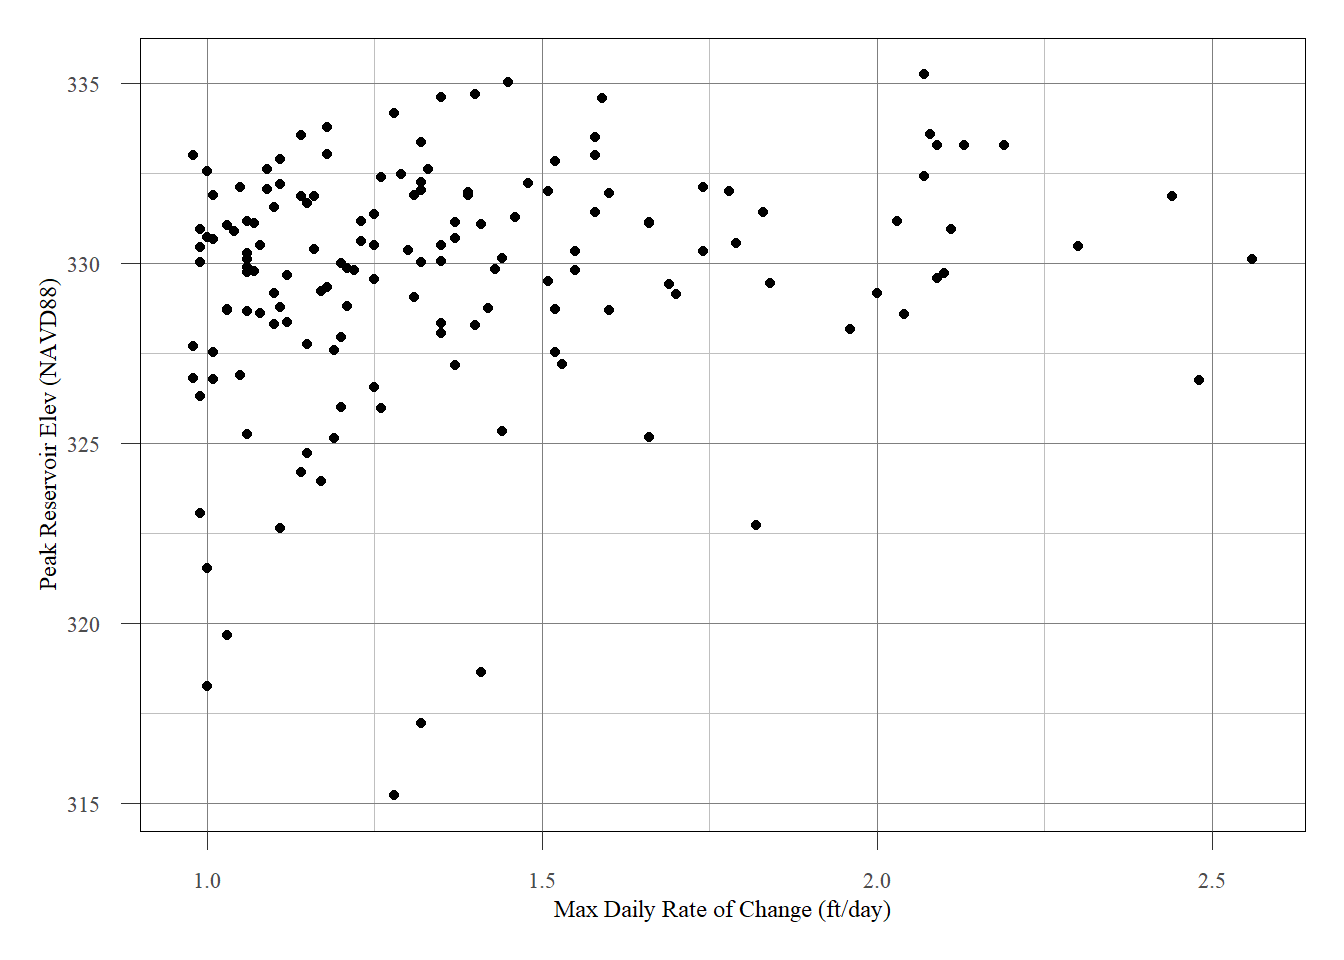 Peak Reservoir Elev (NAVD88)
335
330
325
320
315
1.0 1.5 2.0 2.5
Max Daily Rate of Change (ft/day)